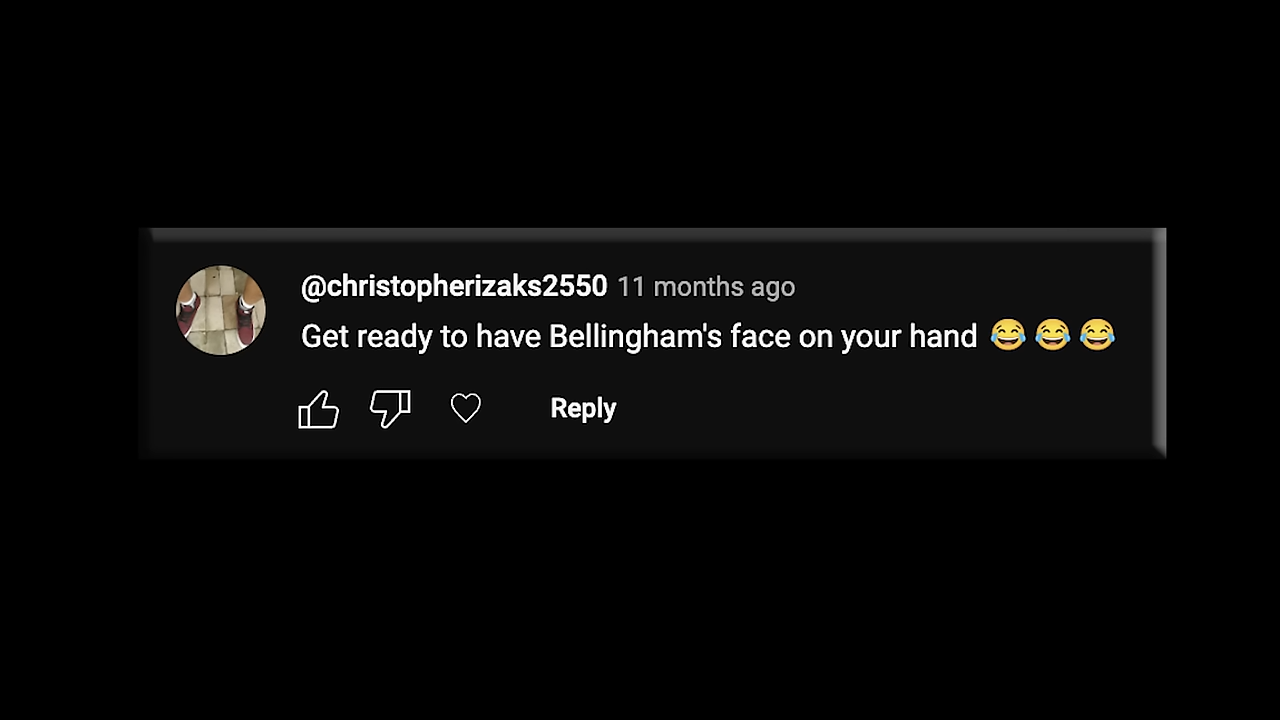 @christopherizaks2550 11 months ago
Get ready to have Bellingham's face on your hand 😂😂😂
Reply